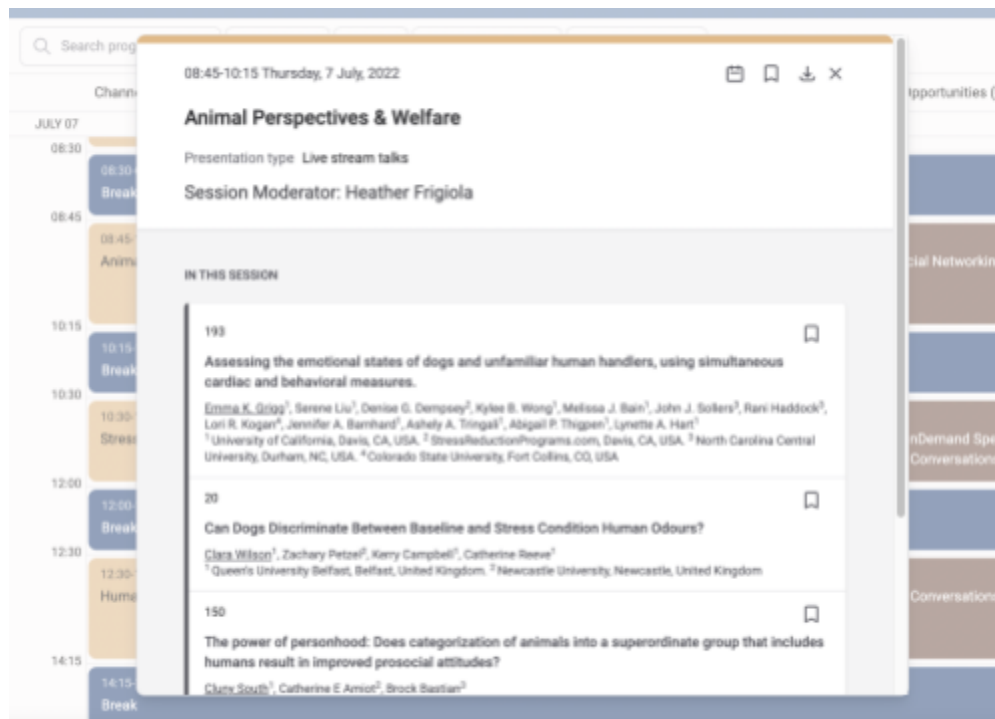 Search prog
Chann
pportunities (
JULY 07
08:30
08:30-
Break
08:45
08:45-
Anima
cial Networkin
10:15
10:15-
Break
10:30
10:30-
Stress
nDemand Spe
Conversations
12:00
12:00-
Break
12:30
12:30-
Huma
Conversations
14:15
14:15-
Break
08:45-10:15 Thursday, 7 July, 2022
Animal Perspectives & Welfare
Presentation type Live stream talks
Session Moderator: Heather Frigiola
IN THIS SESSION
193
Assessing the emotional states of dogs and unfamiliar human handlers, using simultaneous
cardiac and behavioral measures.
Emma K. Grigg¹, Serene Liu¹, Denise G. Dempsey², Kylee B. Wong¹, Melissa J. Bain¹, John J. Sollers³, Rani Haddock³,
Lori R. Kogan⁴, Jennifer A. Barnhard¹, Ashely A. Tringali¹, Abigail P. Thigpen¹, Lynette A. Hart¹
¹ University of California, Davis, CA, USA. ² StressReductionPrograms.com, Davis, CA, USA. ³ North Carolina Central
University, Durham, NC, USA. ⁴ Colorado State University, Fort Collins, CO, USA
20
Can Dogs Discriminate Between Baseline and Stress Condition Human Odours?
Clara Wilson¹, Zachary Petzel², Kerry Campbell¹, Catherine Reeve¹
¹ Queen's University Belfast, Belfast, United Kingdom. ² Newcastle University, Newcastle, United Kingdom
150
The power of personhood: Does categorization of animals into a superordinate group that includes
humans result in improved prosocial attitudes?
Cluny South¹, Catherine E Amiot², Brock Bastian³